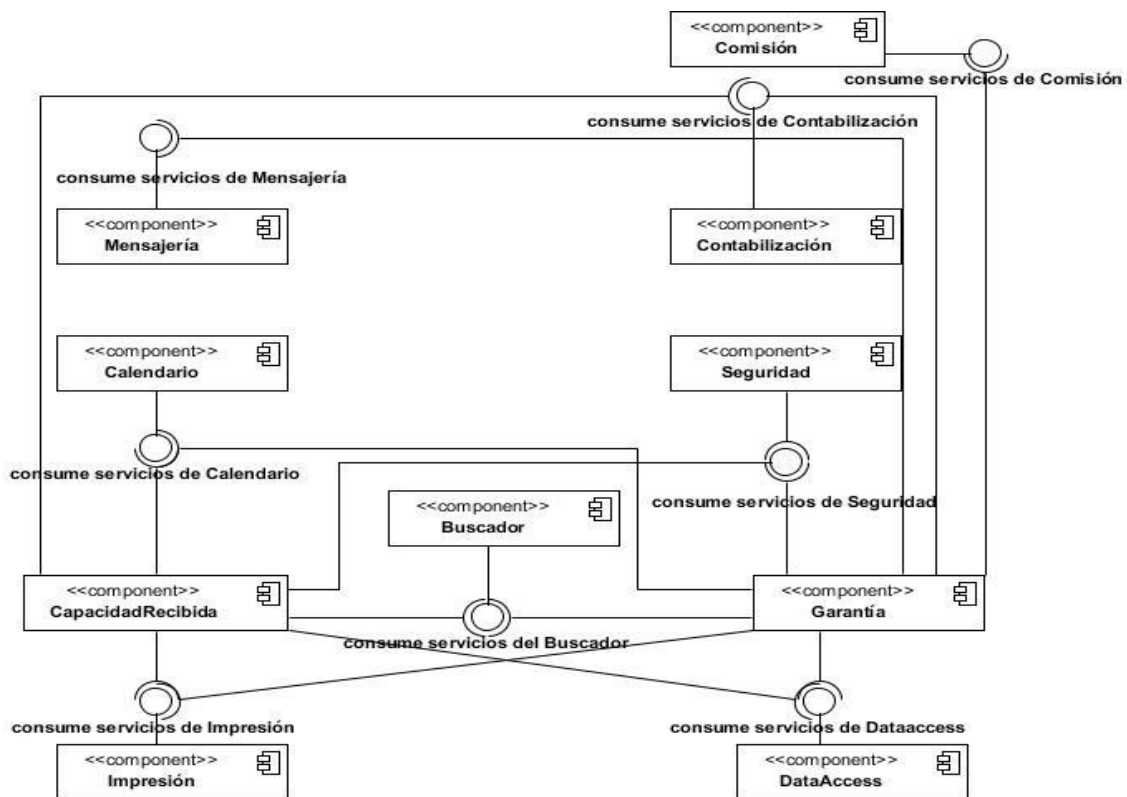 <<component>>
Comisión
consume servicios de Comisión
consume servicios de Contabilización
consume servicios de Mensajería
<<component>>
Mensajería
<<component>>
Contabilización
<<component>>
Calendario
<<component>>
Seguridad
consume servicios de Calendario
consume servicios de Seguridad
<<component>>
Buscador
<<component>>
CapacidadRecibida
<<component>>
Garantía
consume servicios del Buscador
consume servicios de Impresión
consume servicios de Dataaccess
<<component>>
Impresión
<<component>>
DataAccess